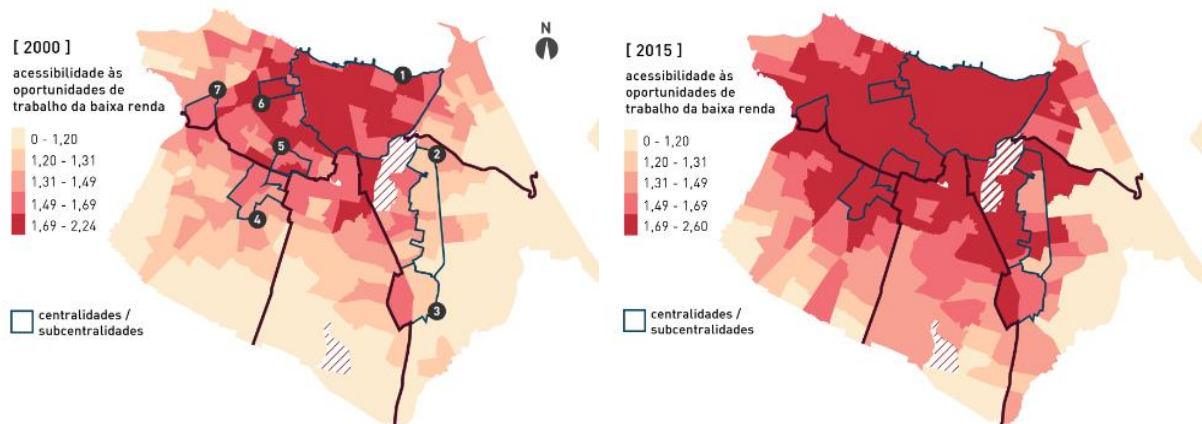 [ 2000 ]
acessibilidade às
oportunidades de
trabalho da baixa renda
0 - 1,20
1,20 - 1,31
1,31 - 1,49
1,49 - 1,69
1,69 - 2,24
centralidades /
subcentralidades
N
1
2
3
4
5
6
7
[ 2015 ]
acessibilidade às
oportunidades de
trabalho da baixa renda
0 - 1,20
1,20 - 1,31
1,31 - 1,49
1,49 - 1,69
1,69 - 2,60
centralidades /
subcentralidades